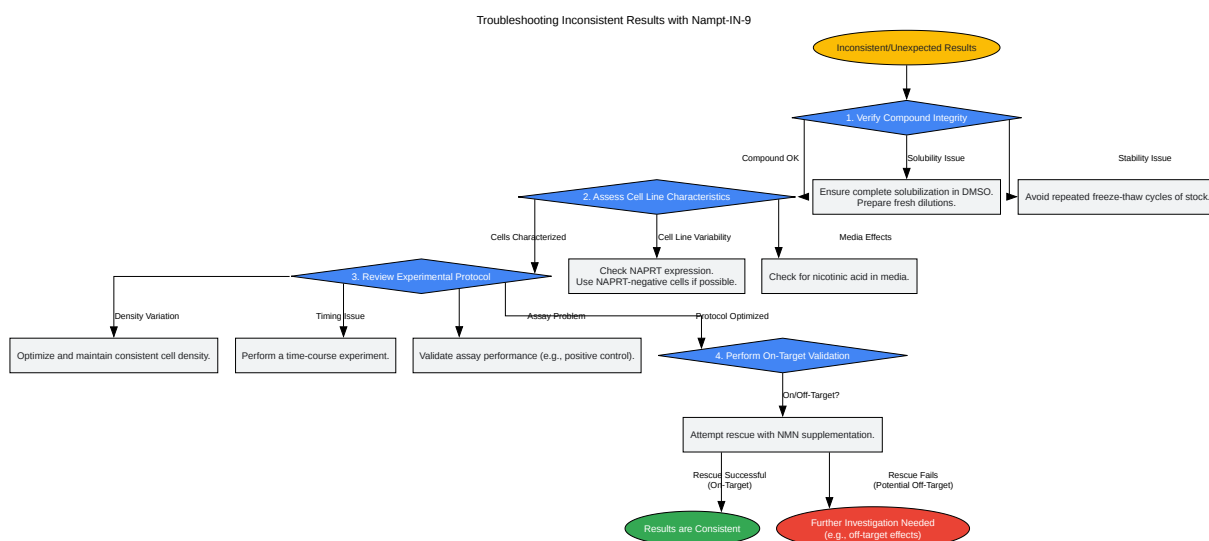 Troubleshooting Inconsistent Results with Nampt-IN-9
Inconsistent/Unexpected Results
1. Verify Compound Integrity
Compound OK
Solubility Issue
Stability Issue
2. Assess Cell Line Characteristics
Ensure complete solubilization in DMSO.
Prepare fresh dilutions.
Avoid repeated freeze-thaw cycles of stock.
Cells Characterized
Cell Line Variability
Media Effects
3. Review Experimental Protocol
Check NAPRT expression.
Use NAPRT-negative cells if possible.
Check for nicotinic acid in media.
Density Variation
Timing Issue
Assay Problem
Protocol Optimized
Optimize and maintain consistent cell density.
Perform a time-course experiment.
Validate assay performance (e.g., positive control).
4. Perform On-Target Validation
On/Off-Target?
Attempt rescue with NMN supplementation.
Rescue Successful
(On-Target)
Rescue Fails
(Potential Off-Target)
Results are Consistent
Further Investigation Needed
(e.g., off-target effects)